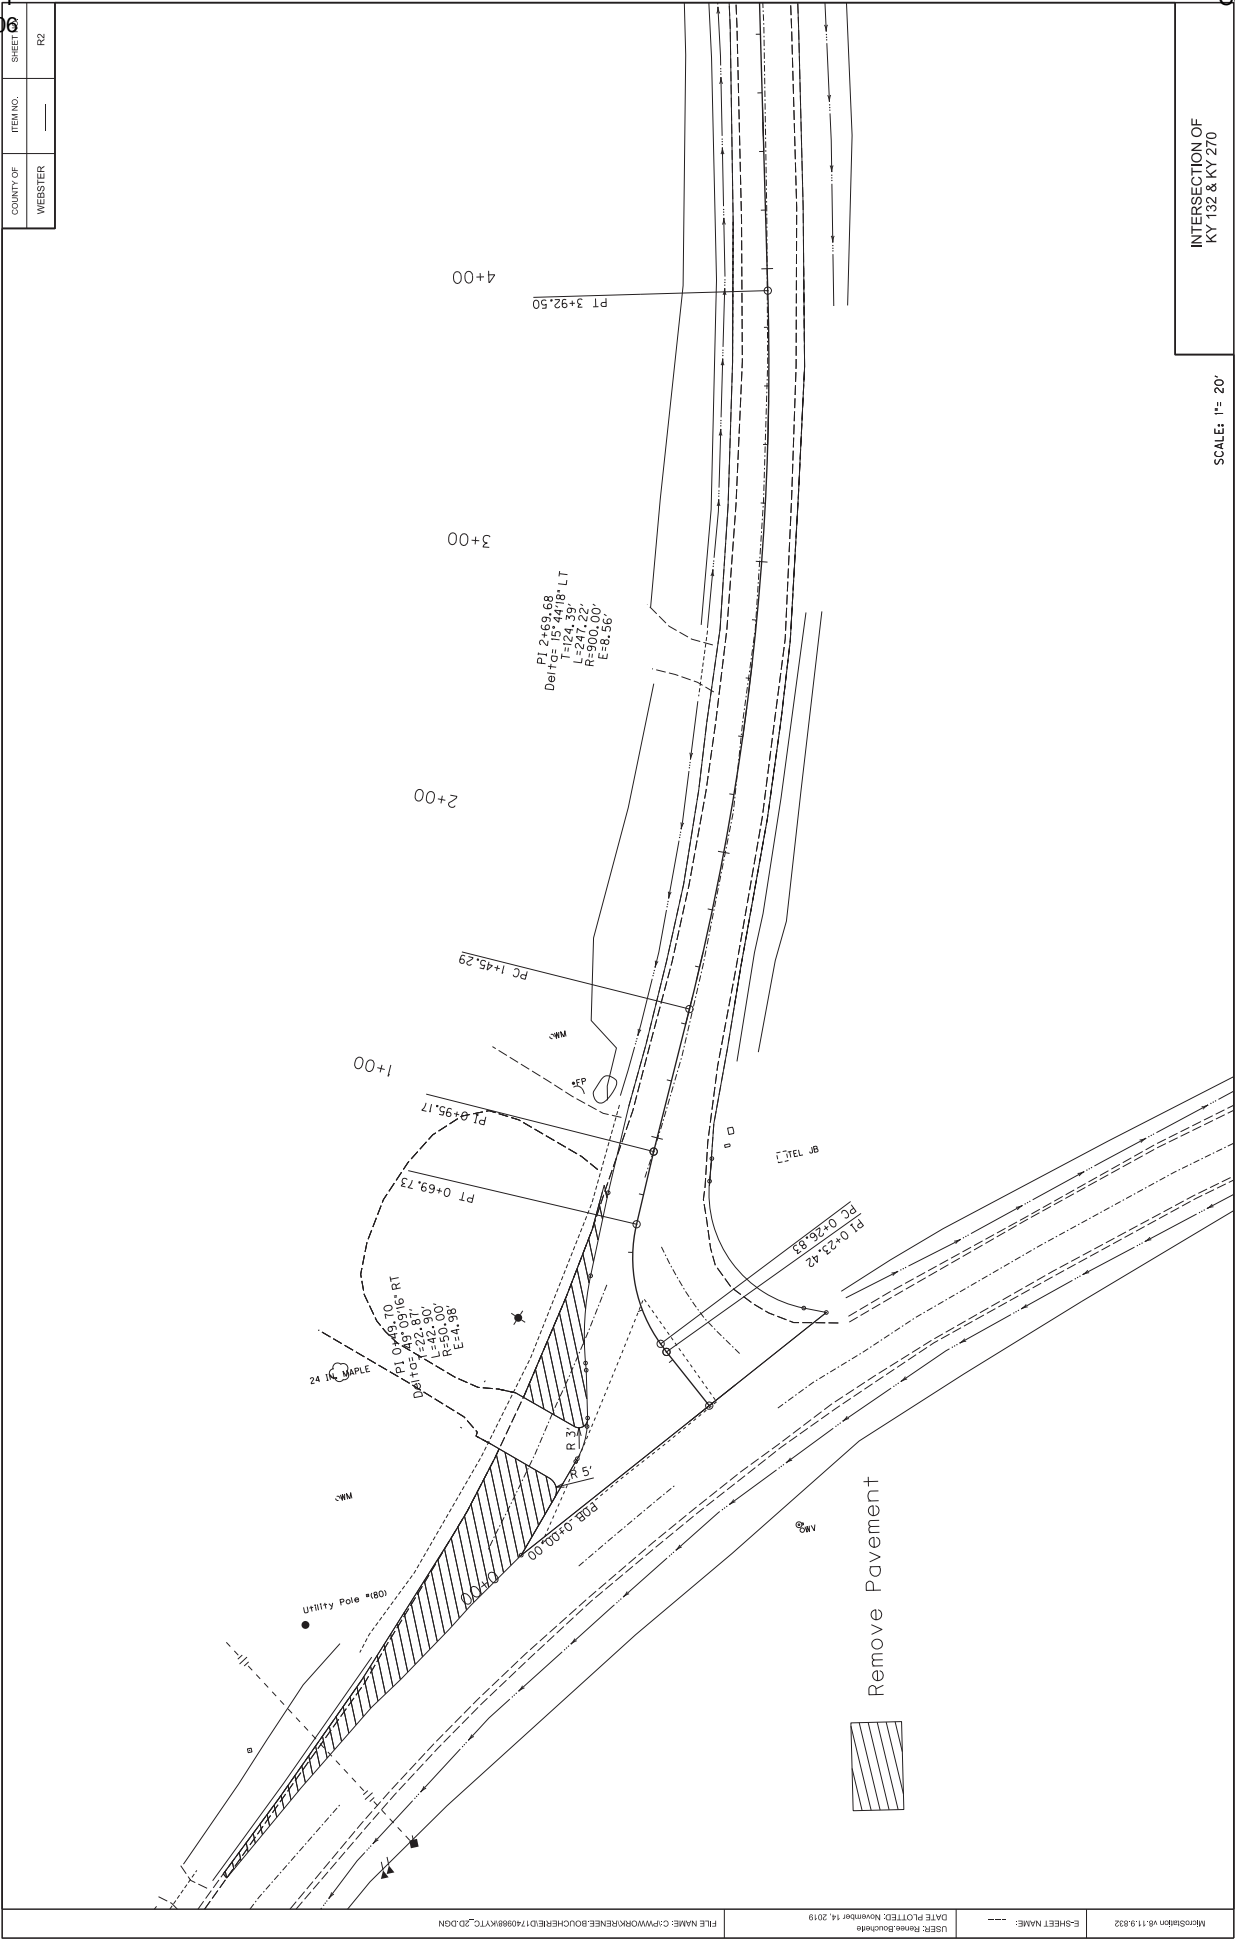 06
COUNTY OF
ITEM NO.
SHEET
WEBSTER
R2
INTERSECTION OF
KY 132 & KY 270
SCALE: 1"= 20'
4+00
PT 3+92.50
3+00
PI 2+69.68
Delta= 15° 44'18" LT
T=124.39'
L=247.22'
R=900.00'
E=8.56'
2+00
PC 1+45.29
WM
FP
1+00
PI 0+95.17
PT 0+69.73
TEL JB
PC 0+26.83
PI 0+23.42
PI 0+49.70
Delta= 49° 09'16" RT
T=22.87'
L=42.90'
R=50.00'
E=4.98'
24 IN. MAPLE
R 3'
R 5'
WM
POB 0+00.00
0+00
WV
Utility Pole =(80)
Remove Pavement
MicroStation v8.11.9.832
E-SHEET NAME: ---
USER: Renee.Boucherie
DATE PLOTTED: November 14, 2019
FILE NAME: C:\PWWORK\RENEE.BOUCHERIE\D1740968\KYTC_2D.DGN